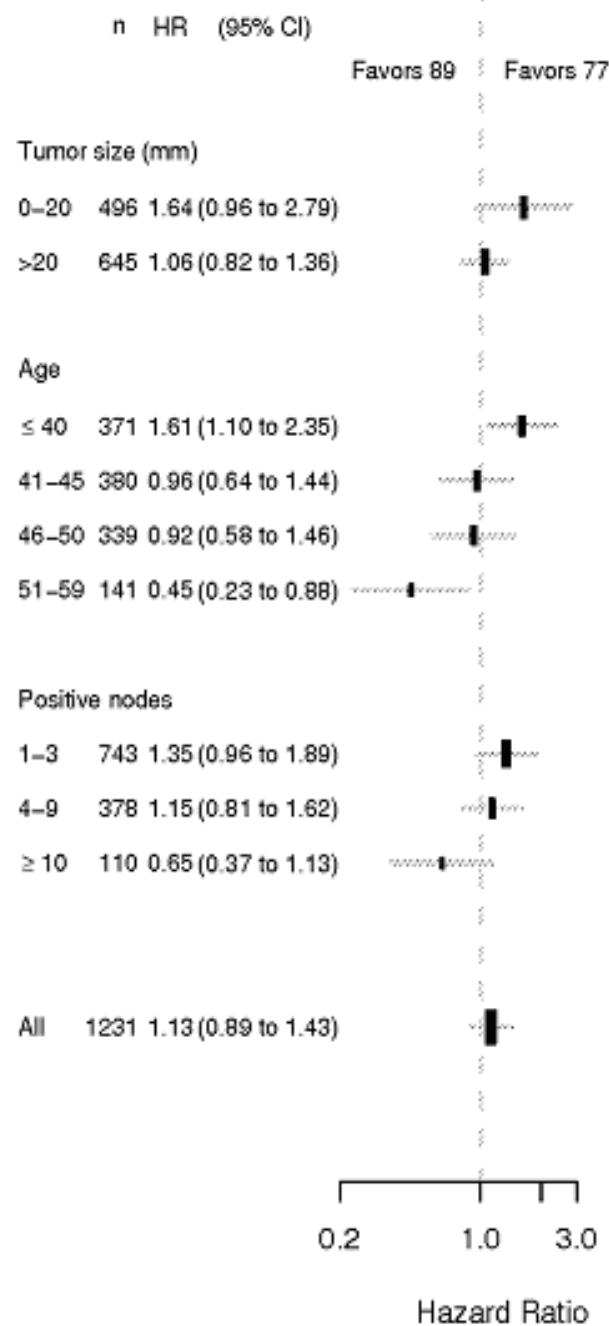 n HR (95% CI)
Favors 89 Favors 77
Tumor size (mm)
0–20 496 1.64 (0.96 to 2.79)
>20 645 1.06 (0.82 to 1.36)
Age
≤ 40 371 1.61 (1.10 to 2.35)
41–45 380 0.96 (0.64 to 1.44)
46–50 339 0.92 (0.58 to 1.46)
51–59 141 0.45 (0.23 to 0.88)
Positive nodes
1–3 743 1.35 (0.96 to 1.89)
4–9 378 1.15 (0.81 to 1.62)
≥ 10 110 0.65 (0.37 to 1.13)
All 1231 1.13 (0.89 to 1.43)
0.2 1.0 3.0
Hazard Ratio